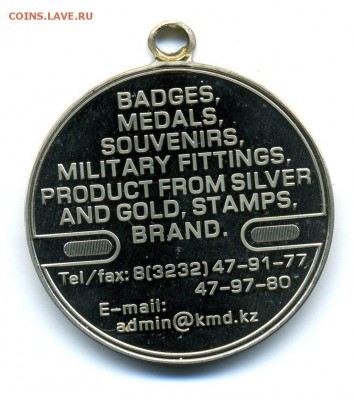 COINS.LAVE.RU
BADGES,
MEDALS,
SOUVENIRS,
MILITARY FITTINGS,
PRODUCT FROM SILVER
AND GOLD, STAMPS,
BRAND.
Tel/fax: 8(3232) 47-91-77
47-97-80
E-mail:
admin@kmd.kz